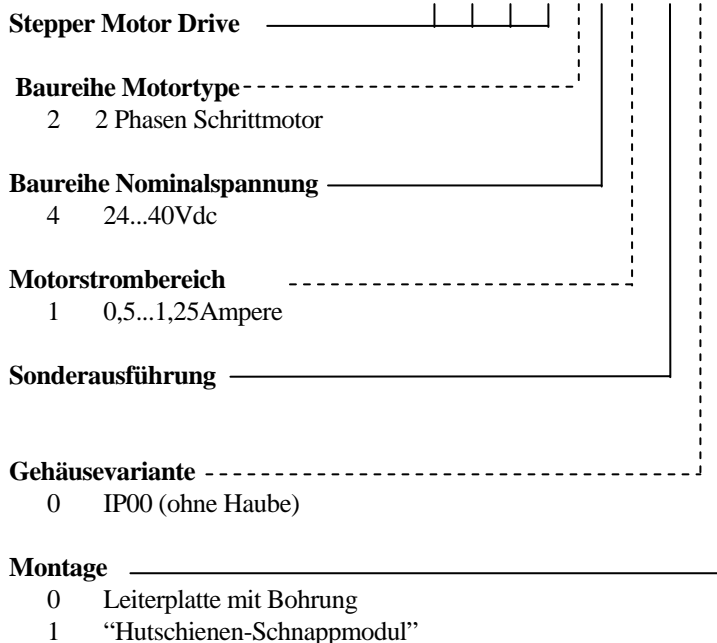 Stepper Motor Drive
Baureihe Motortype
2 2 Phasen Schrittmotor
Baureihe Nominalspannung
4 24...40Vdc
Motorstrombereich
1 0,5...1,25Ampere
Sonderausführung
Gehäusevariante
0 IP00 (ohne Haube)
Montage
0 Leiterplatte mit Bohrung
1 “Hutschienen-Schnappmodul”